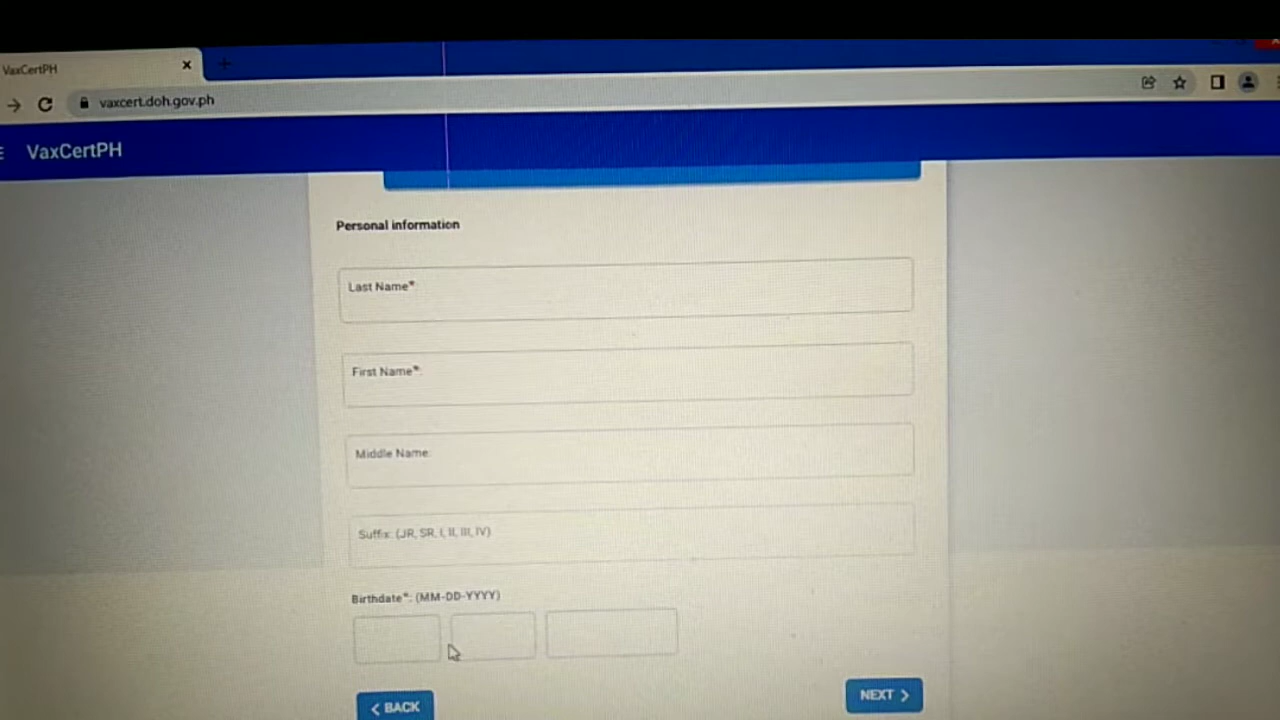 VaxCertPH
vaxcert.doh.gov.ph
VaxCertPH
Personal information
Last Name*
First Name*:
Middle Name:
Suffix: (JR, SR, I, II, III, IV)
Birthdate*: (MM-DD-YYYY)
BACK
NEXT